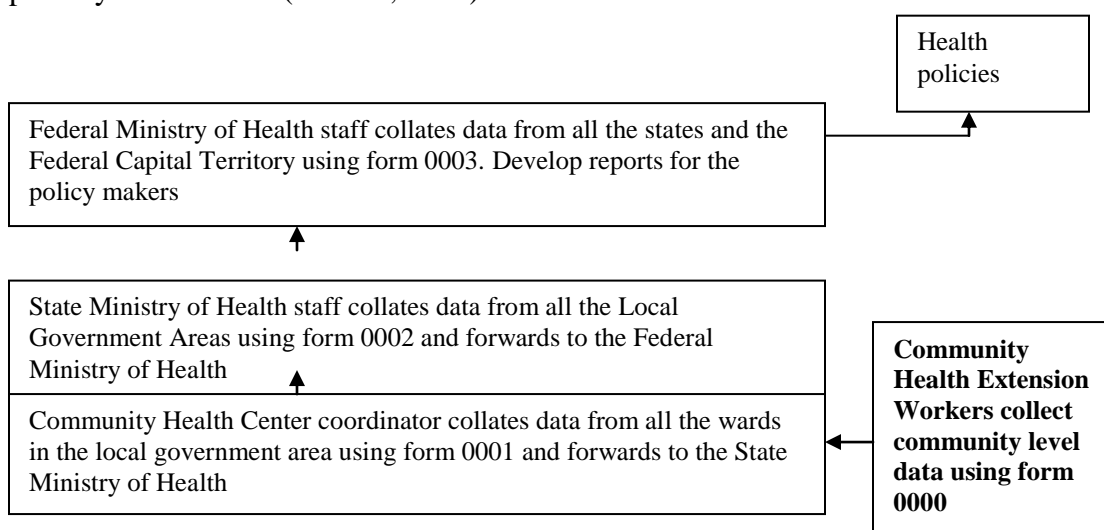 Health
policies
Federal Ministry of Health staff collates data from all the states and the
Federal Capital Territory using form 0003. Develop reports for the
policy makers
State Ministry of Health staff collates data from all the Local
Government Areas using form 0002 and forwards to the Federal
Ministry of Health
Community Health Center coordinator collates data from all the wards
in the local government area using form 0001 and forwards to the State
Ministry of Health
Community
Health Extension
Workers collect
community level
data using form
0000